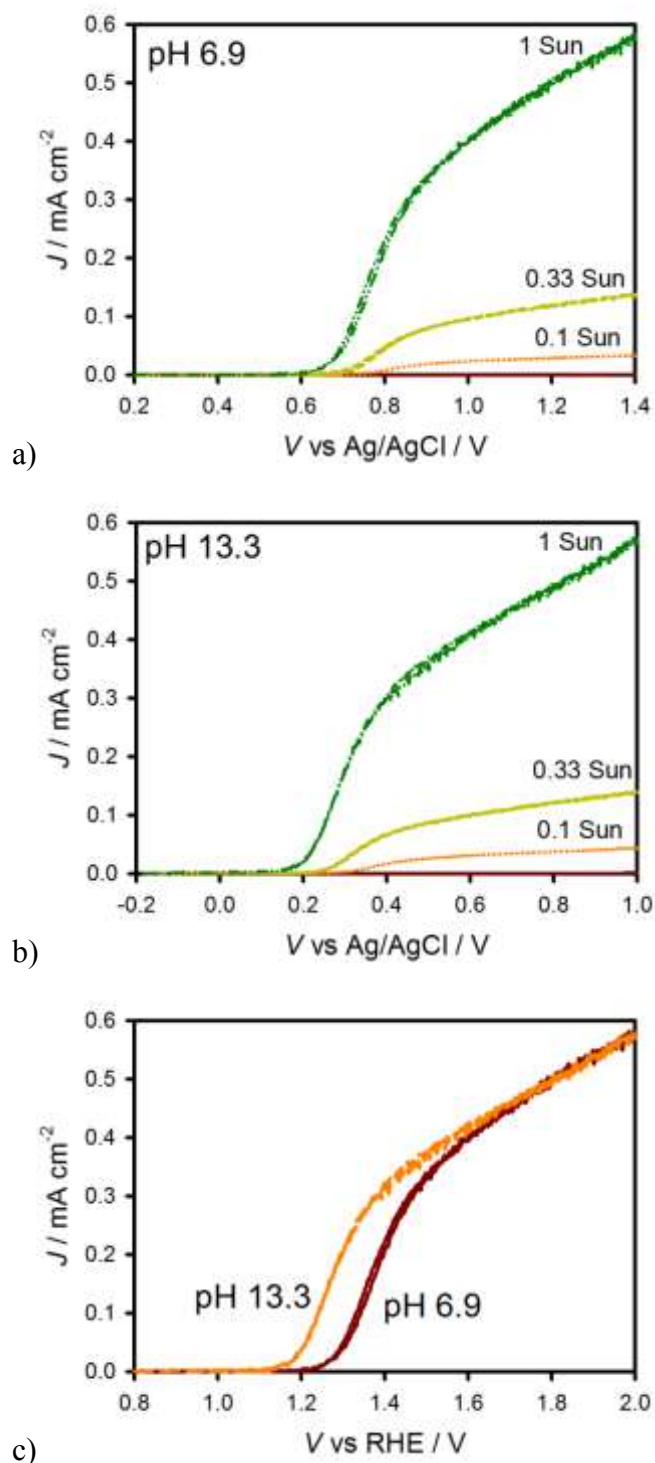 pH 6.9
1 Sun
0.33 Sun
0.1 Sun
0.6
0.5
0.4
0.3
0.2
0.1
0.0
J / mA cm⁻²
0.2 0.4 0.6 0.8 1.0 1.2 1.4
V vs Ag/AgCl / V
a)
pH 13.3
1 Sun
0.33 Sun
0.1 Sun
0.6
0.5
0.4
0.3
0.2
0.1
0.0
J / mA cm⁻²
-0.2 0.0 0.2 0.4 0.6 0.8 1.0
V vs Ag/AgCl / V
b)
0.6
0.5
0.4
0.3
0.2
0.1
0.0
J / mA cm⁻²
pH 13.3
pH 6.9
0.8 1.0 1.2 1.4 1.6 1.8 2.0
V vs RHE / V
c)